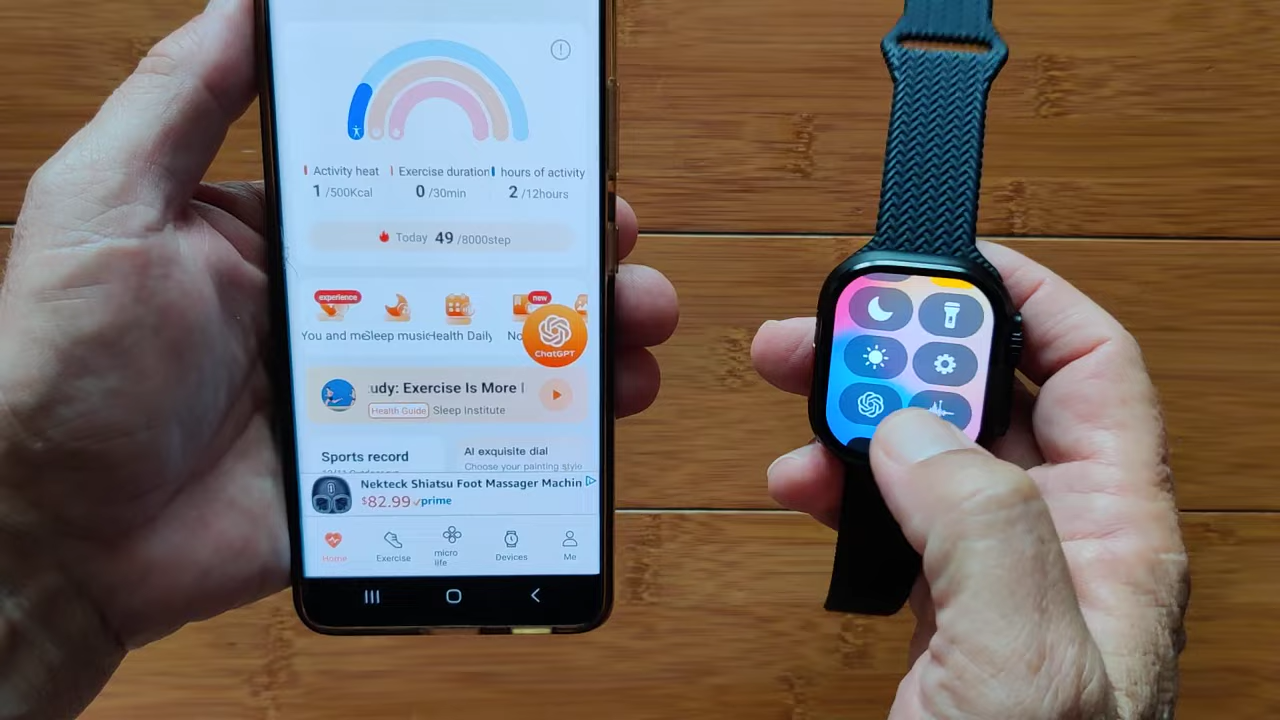 Activity heat Exercise duration hours of activity
1 /500Kcal 0 /30min 2 /12hours
Today 49 /8000step
experience new
You and me Sleep music Health Daily No
ChatGPT
udy: Exercise Is More
Health Guide Sleep Institute
Sports record AI exquisite dial
Choose your painting style
Nekteck Shiatsu Foot Massager Machin
$82.99 prime
Home Exercise micro life Devices Me